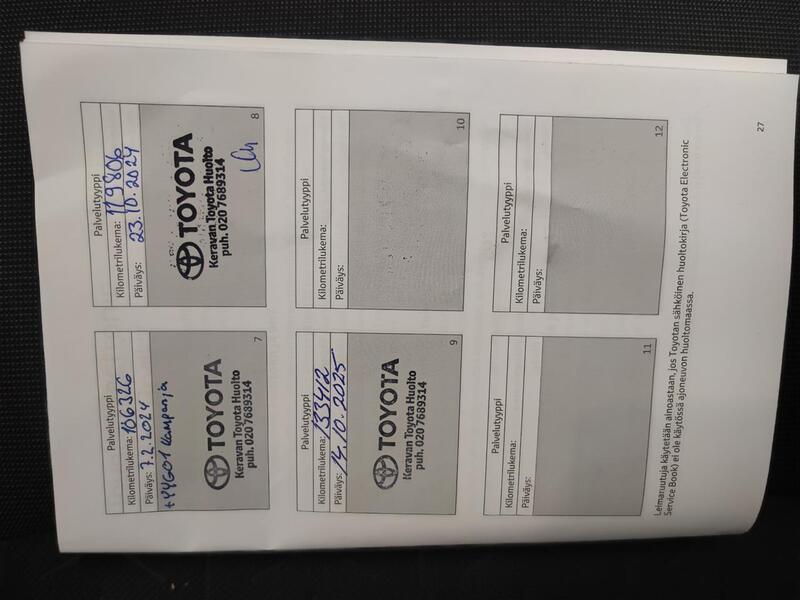 Palvelutyyppi
Kilometrilukema: 106326
Päiväys: 7.2.2024
+YYG01 Kampanja
TOYOTA
Keravan Toyota Huolto
puh. 020 7689314
7
Palvelutyyppi
Kilometrilukema: 119806
Päiväys: 23.10.2024
TOYOTA
Keravan Toyota Huolto
puh. 020 7689314
8
Palvelutyyppi
Kilometrilukema: 133412
Päiväys: 14.10.2025
TOYOTA
Keravan Toyota Huolto
puh. 020 7689314
9
Palvelutyyppi
Kilometrilukema:
Päiväys:
10
Palvelutyyppi
Kilometrilukema:
Päiväys:
11
Palvelutyyppi
Kilometrilukema:
Päiväys:
12
Leimaruutuja käytetään ainoastaan, jos Toyotan sähköinen huoltokirja (Toyota Electronic
Service Book) ei ole käytössä ajoneuvon huoltomaassa.
27